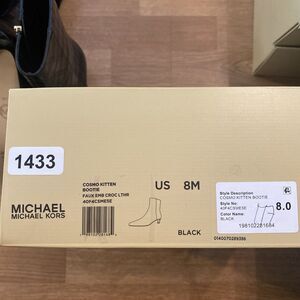 1433
MICHAEL
MICHAEL KORS
COSMO KITTEN
BOOTIE
FAUX EMB CROC LTHR
40F4CSME5E
US 8M
BLACK
Style Description
COSMO KITTEN BOOTIE
Style No:
40F4CSME5E
Color Name:
BLACK
8.0
196102281684